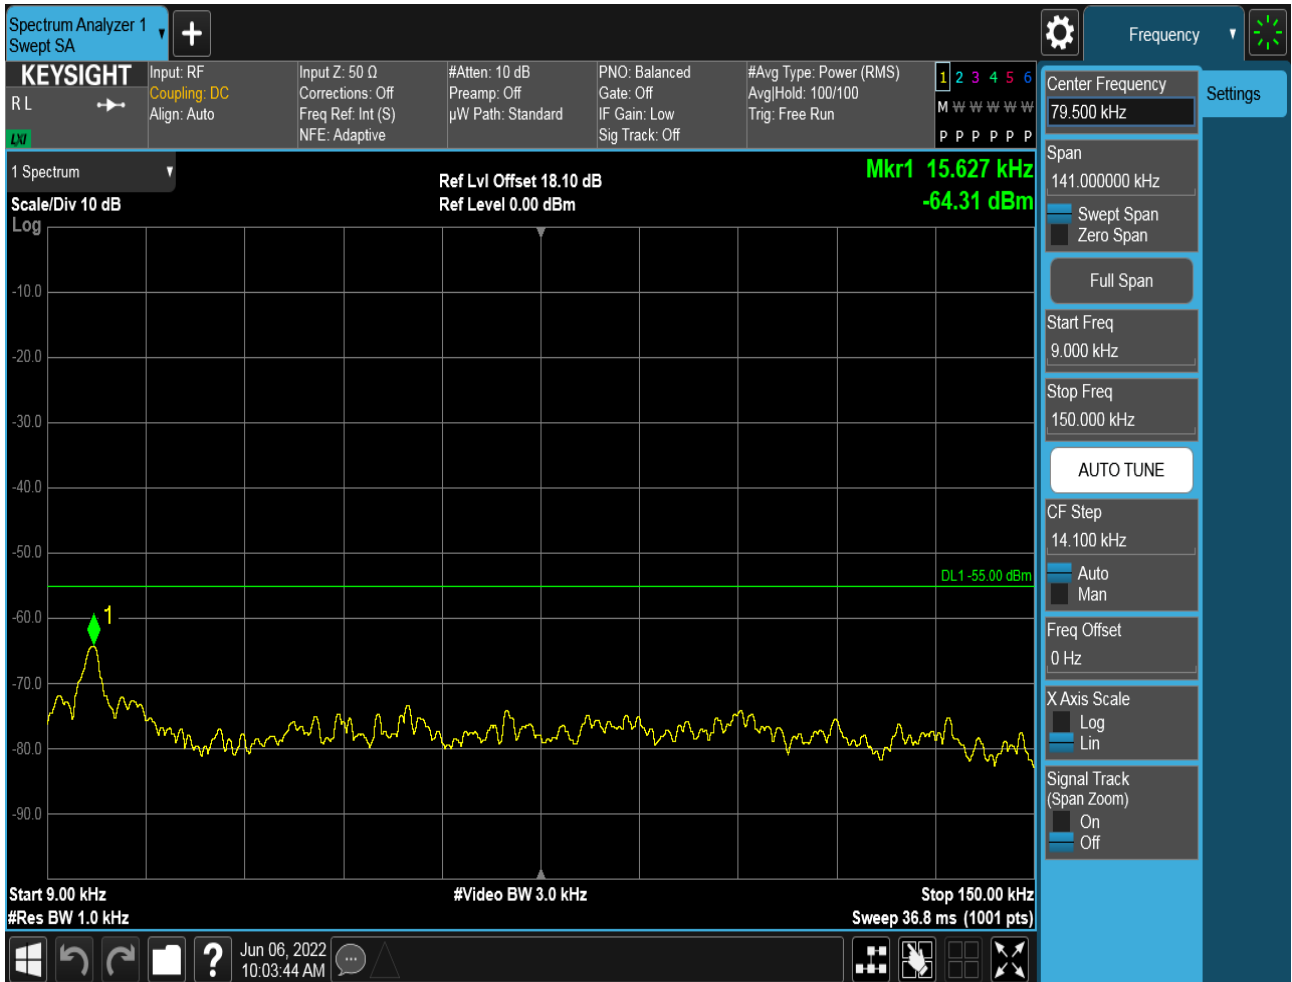 Spectrum Analyzer 1
Swept SA
Frequency
KEYSIGHT
R L
LXI
Input: RF
Coupling: DC
Align: Auto
Input Z: 50 Ω
Corrections: Off
Freq Ref: Int (S)
NFE: Adaptive
#Atten: 10 dB
Preamp: Off
µW Path: Standard
PNO: Balanced
Gate: Off
IF Gain: Low
Sig Track: Off
#Avg Type: Power (RMS)
Avg|Hold: 100/100
Trig: Free Run
1 2 3 4 5 6
M W W W W W
P P P P P P
1 Spectrum
Scale/Div 10 dB
Log
Ref Lvl Offset 18.10 dB
Ref Level 0.00 dBm
Mkr1 15.627 kHz
-64.31 dBm
-10.0
-20.0
-30.0
-40.0
-50.0
DL1 -55.00 dBm
-60.0
1
-70.0
-80.0
-90.0
Start 9.00 kHz
#Video BW 3.0 kHz
Stop 150.00 kHz
#Res BW 1.0 kHz
Sweep 36.8 ms (1001 pts)
Center Frequency
79.500 kHz
Settings
Span
141.000000 kHz
Swept Span
Zero Span
Full Span
Start Freq
9.000 kHz
Stop Freq
150.000 kHz
AUTO TUNE
CF Step
14.100 kHz
Auto
Man
Freq Offset
0 Hz
X Axis Scale
Log
Lin
Signal Track
(Span Zoom)
On
Off
?
Jun 06, 2022
10:03:44 AM